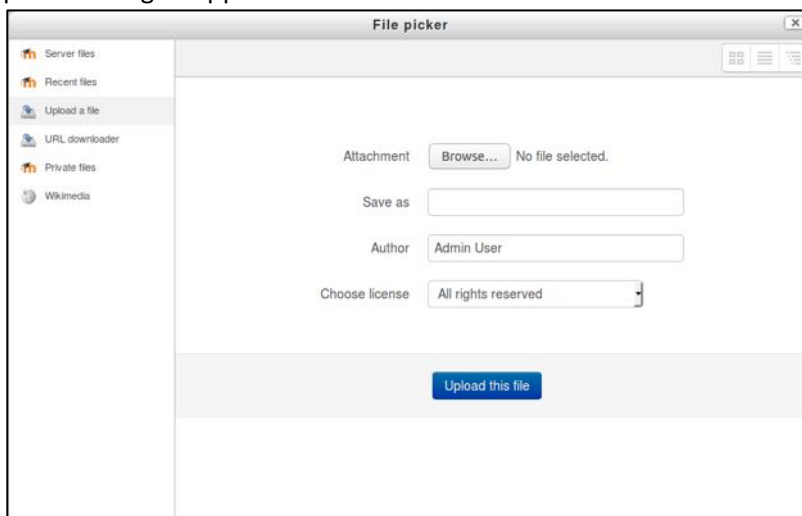 File picker
Server files
Recent files
Upload a file
URL downloader
Private files
Wikimedia
Attachment Browse... No file selected.
Save as
Author Admin User
Choose license All rights reserved
Upload this file